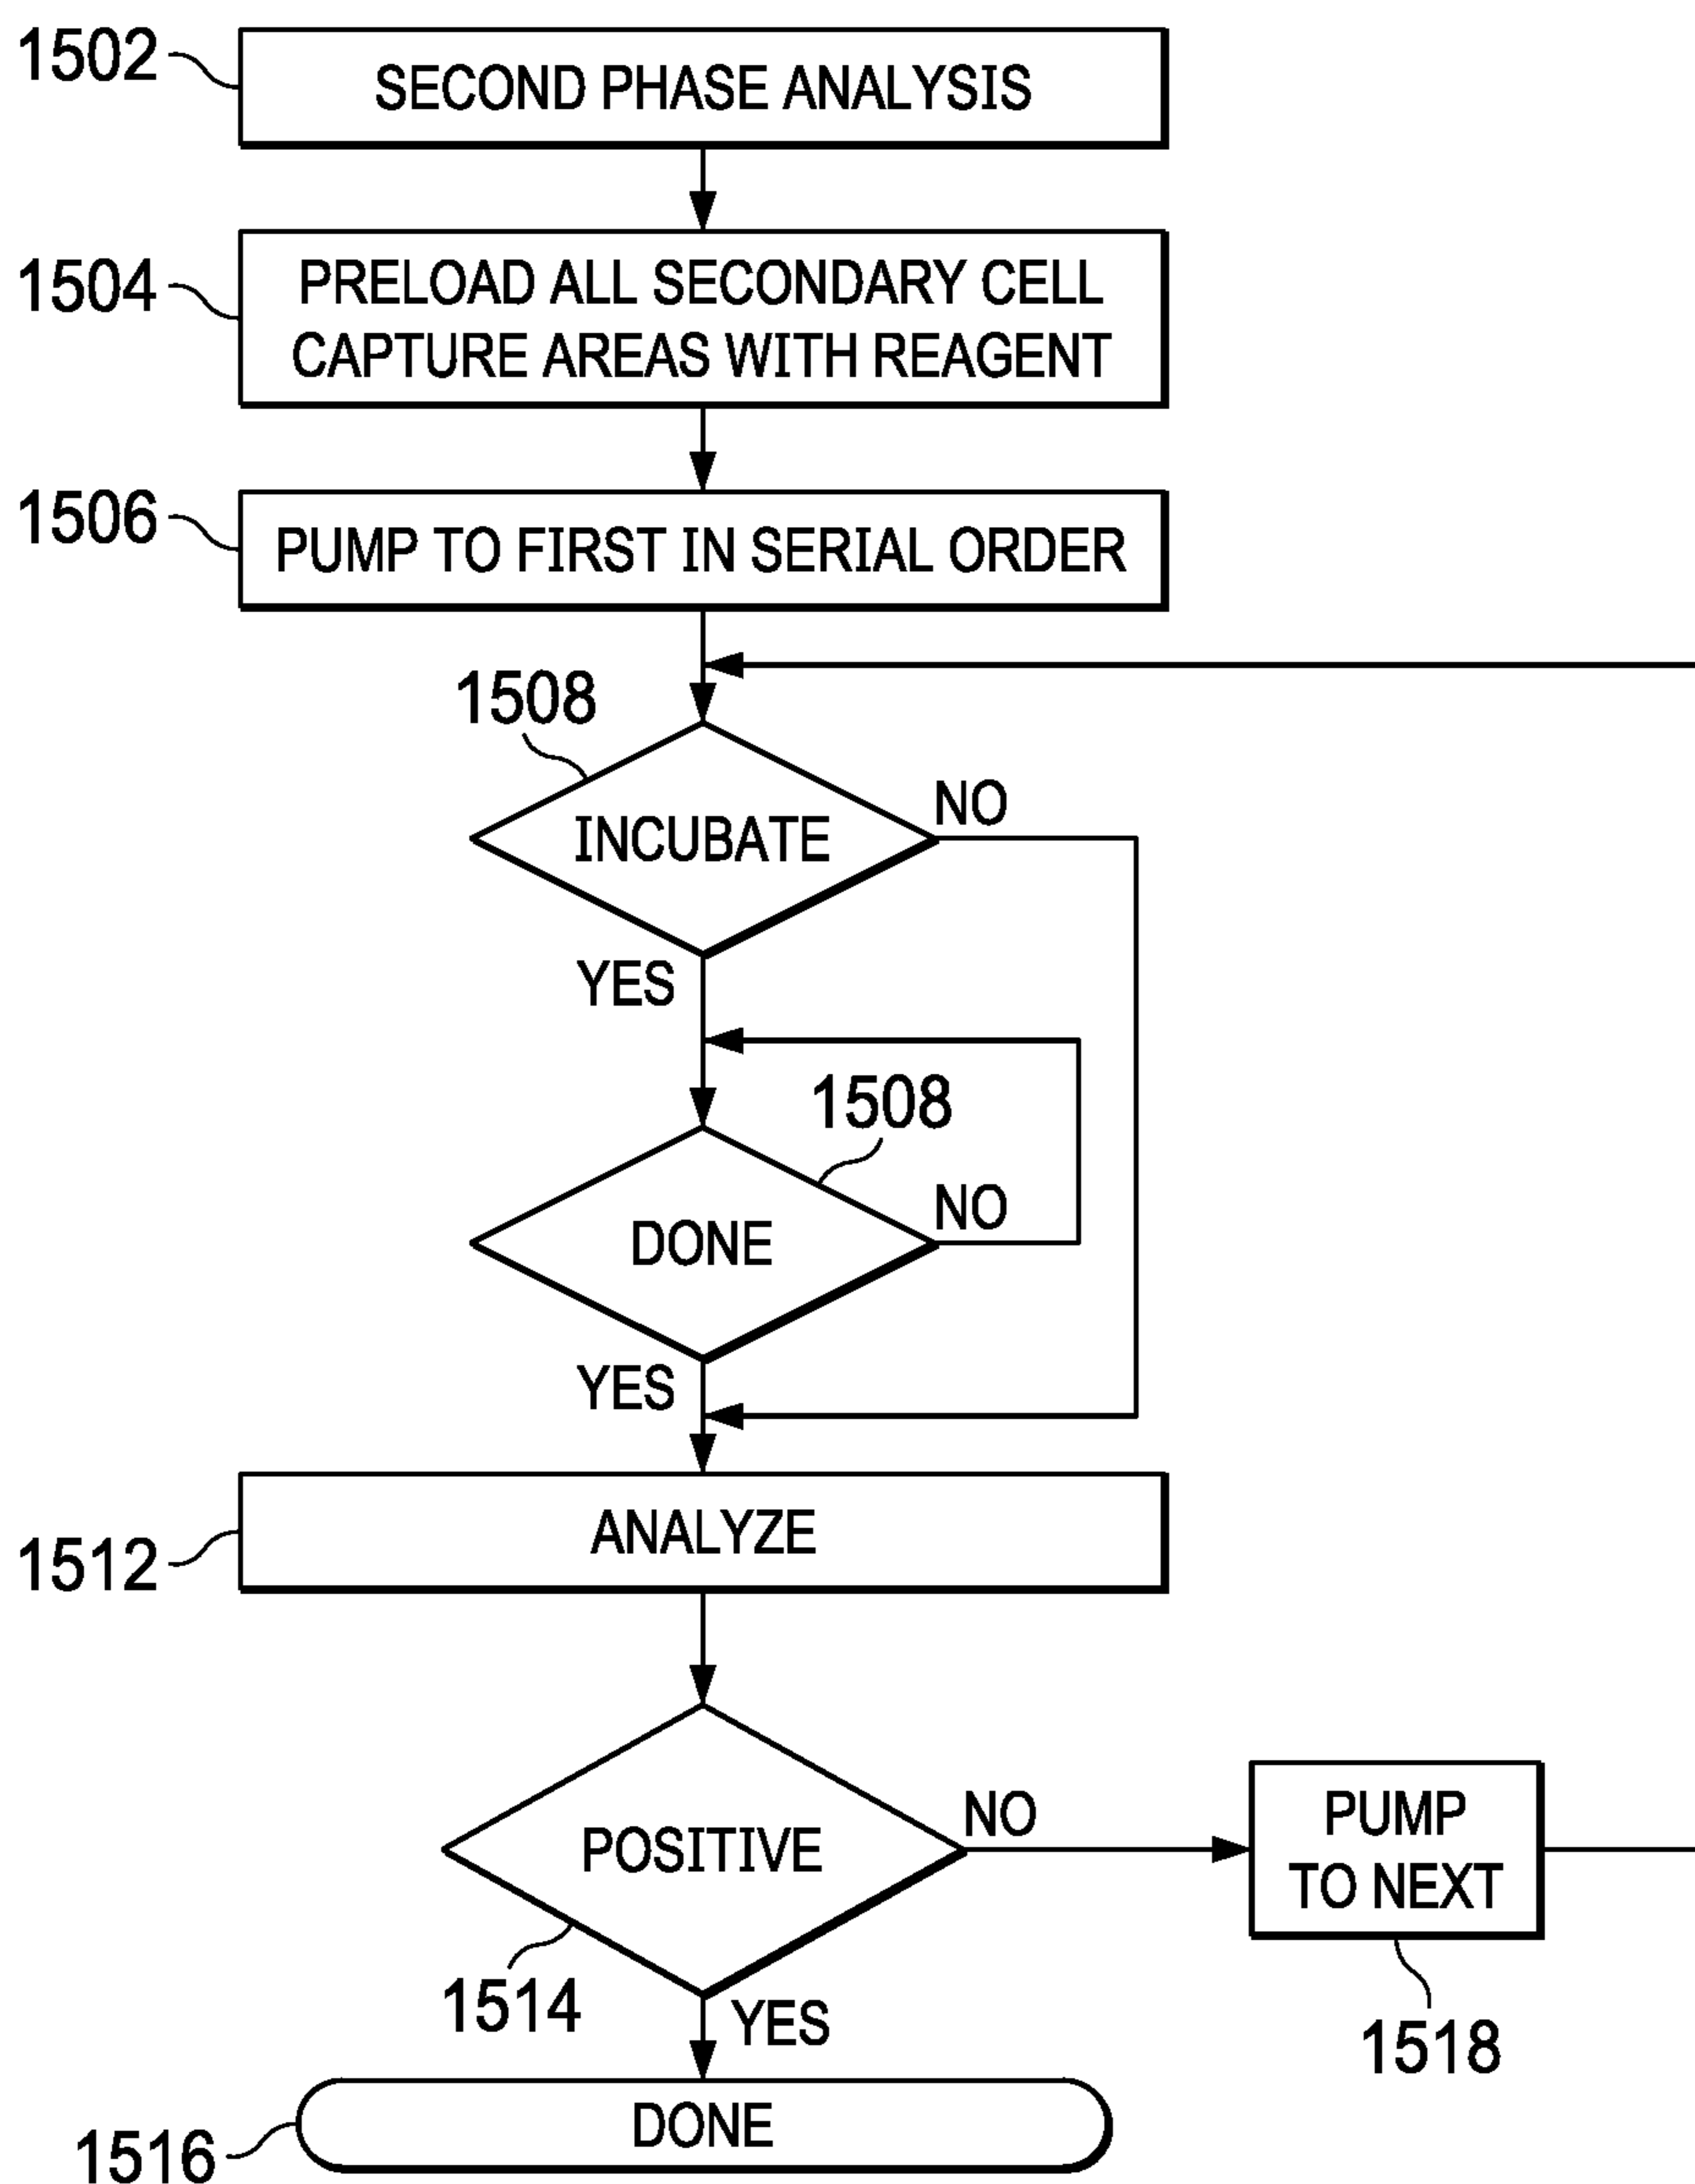 1502
SECOND PHASE ANALYSIS
1504
PRELOAD ALL SECONDARY CELL
CAPTURE AREAS WITH REAGENT
1506
PUMP TO FIRST IN SERIAL ORDER
1508
INCUBATE
NO
YES
1508
DONE
NO
YES
1512
ANALYZE
POSITIVE
NO
PUMP
TO NEXT
1514
YES
1518
DONE
1516